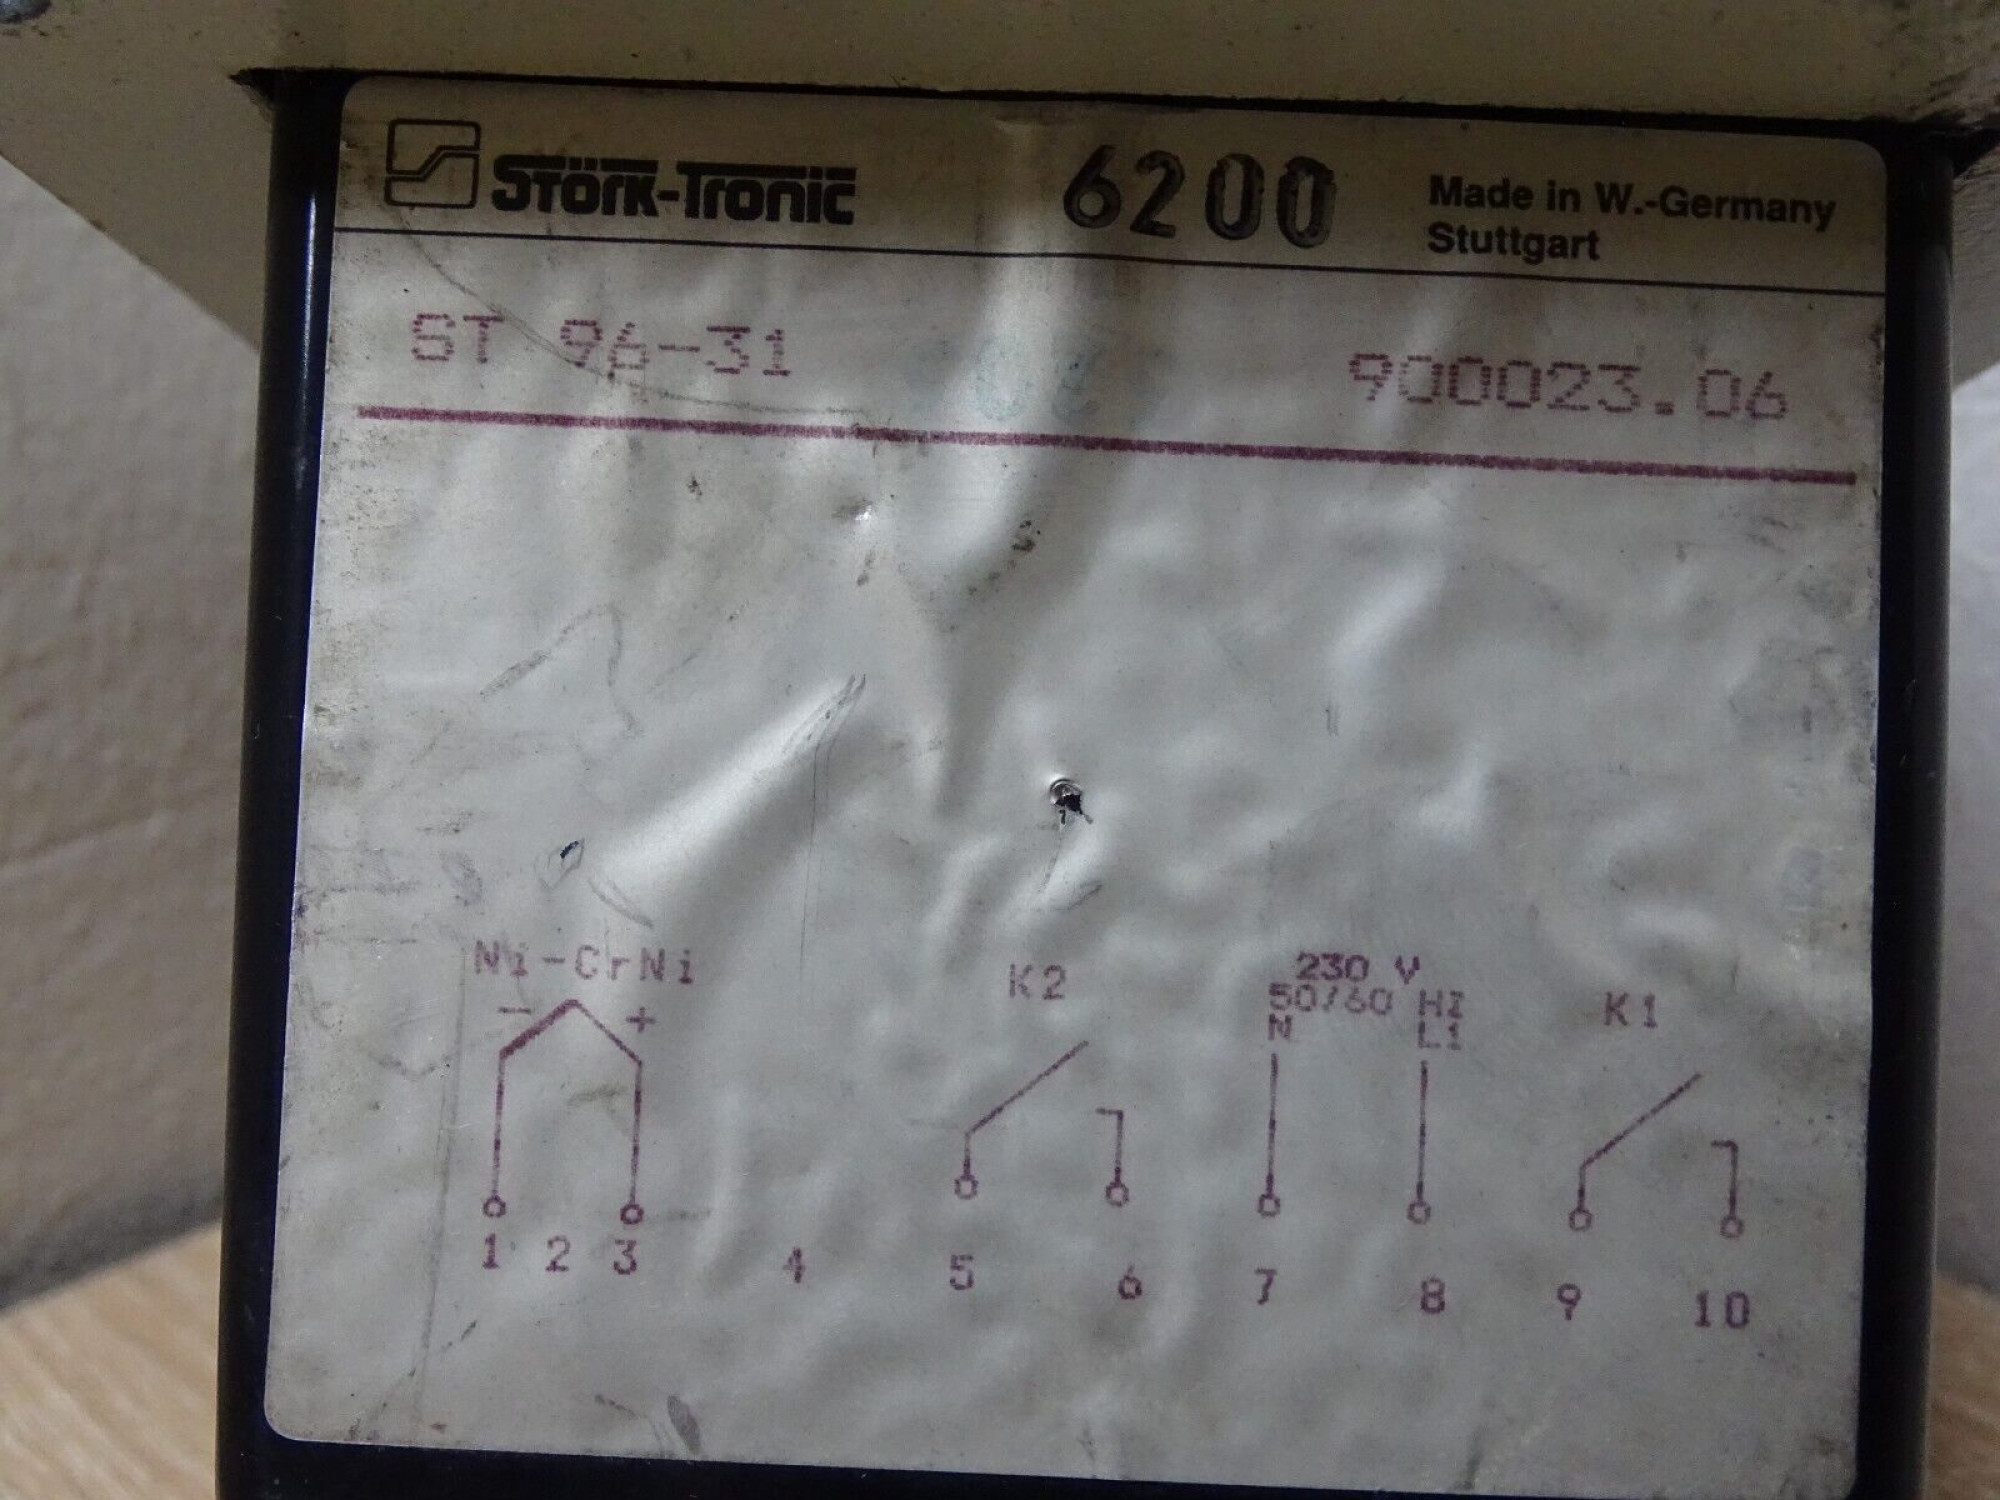 Störk-Tronic 6200 Made in W.-Germany
Stuttgart
ST 96-31 900023.06
Ni-CrNi K2 230 V K1
- + 50/60 HZ
N L1
1 2 3 4 5 6 7 8 9 10